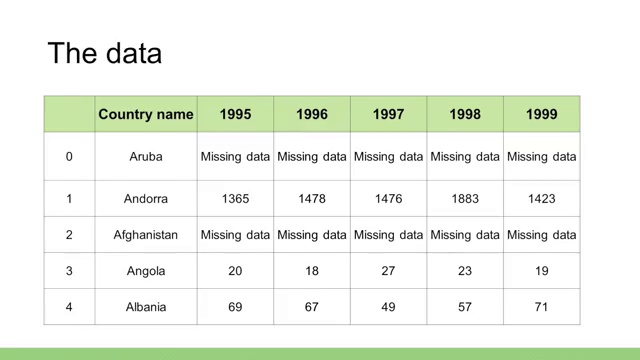 The data
Country name 1995 1996 1997 1998 1999
0 Aruba Missing data Missing data Missing data Missing data Missing data
1 Andorra 1365 1478 1476 1883 1423
2 Afghanistan Missing data Missing data Missing data Missing data Missing data
3 Angola 20 18 27 23 19
4 Albania 69 67 49 57 71